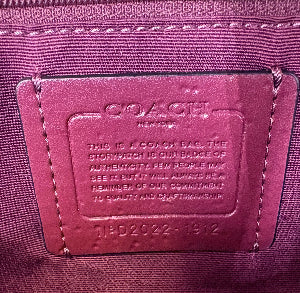 COACH
NEW YORK
THIS IS A COACH BAG. THE
STORYPATCH IS OUR BADGE OF
AUTHENTICITY. FEW PEOPLE MAY
SEE IT BUT IT WILL ALWAYS BE A
REMINDER OF OUR COMMITMENT
TO QUALITY AND CRAFTSMANSHIP.
D2022-1912